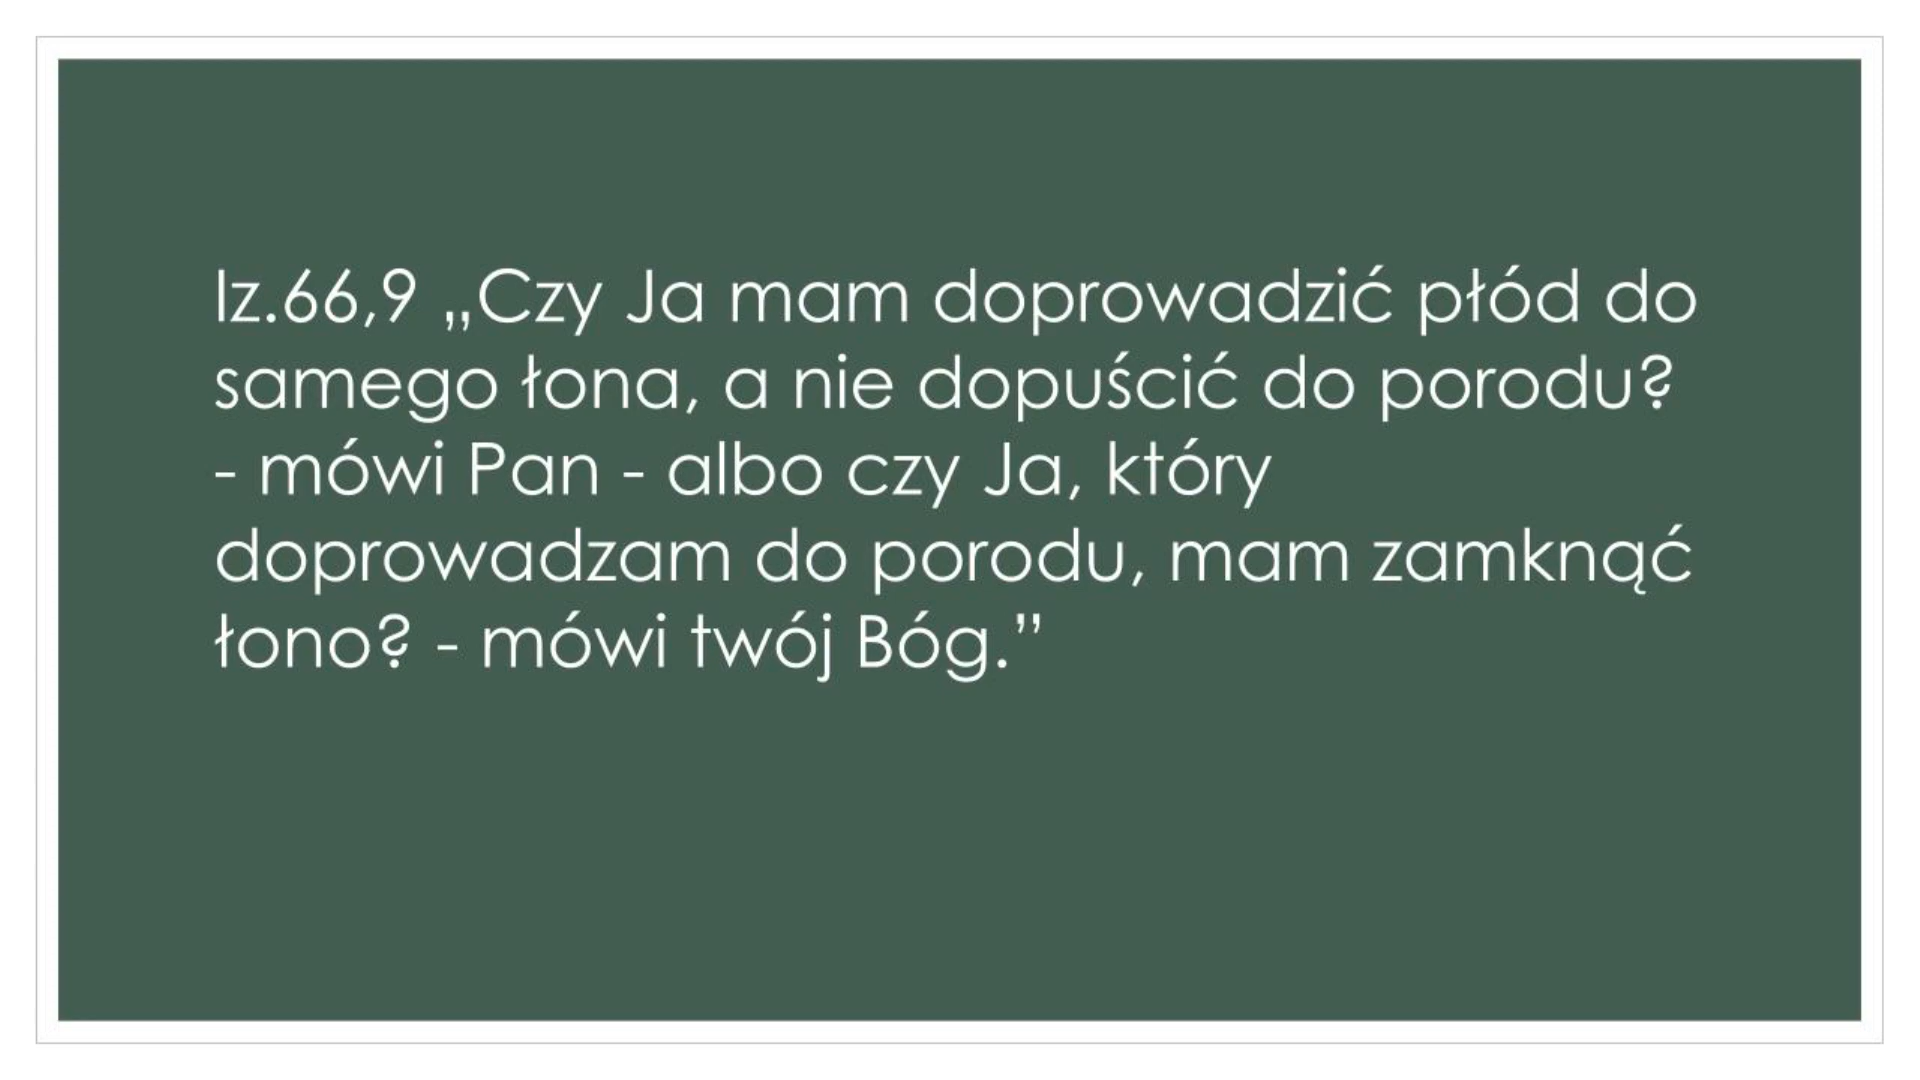 Iz.66,9 „Czy Ja mam doprowadzić płód do
samego łona, a nie dopuścić do porodu?
- mówi Pan - albo czy Ja, który
doprowadzam do porodu, mam zamknąć
łono? - mówi twój Bóg.”